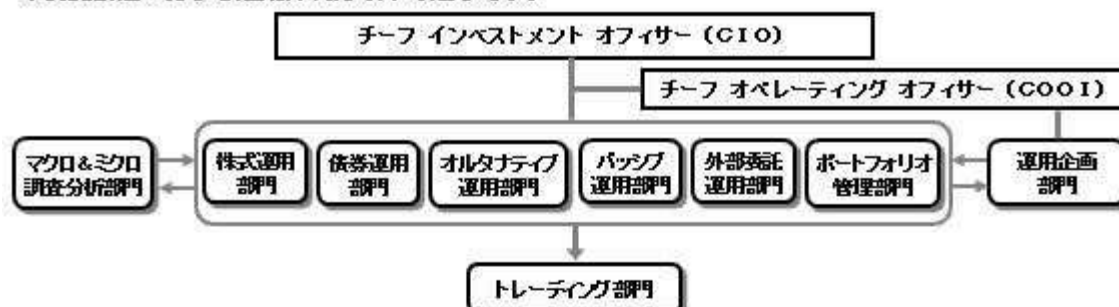 チーフ インベストメント オフィサー (CIO)
チーフ オペレーティング オフィサー (COOI)
マクロ&ミクロ
調査分析部門
株式運用
部門
債券運用
部門
オルタナティブ
運用部門
パッシブ
運用部門
外部委託
運用部門
ポートフォリオ
管理部門
運用企画
部門
トレーディング部門